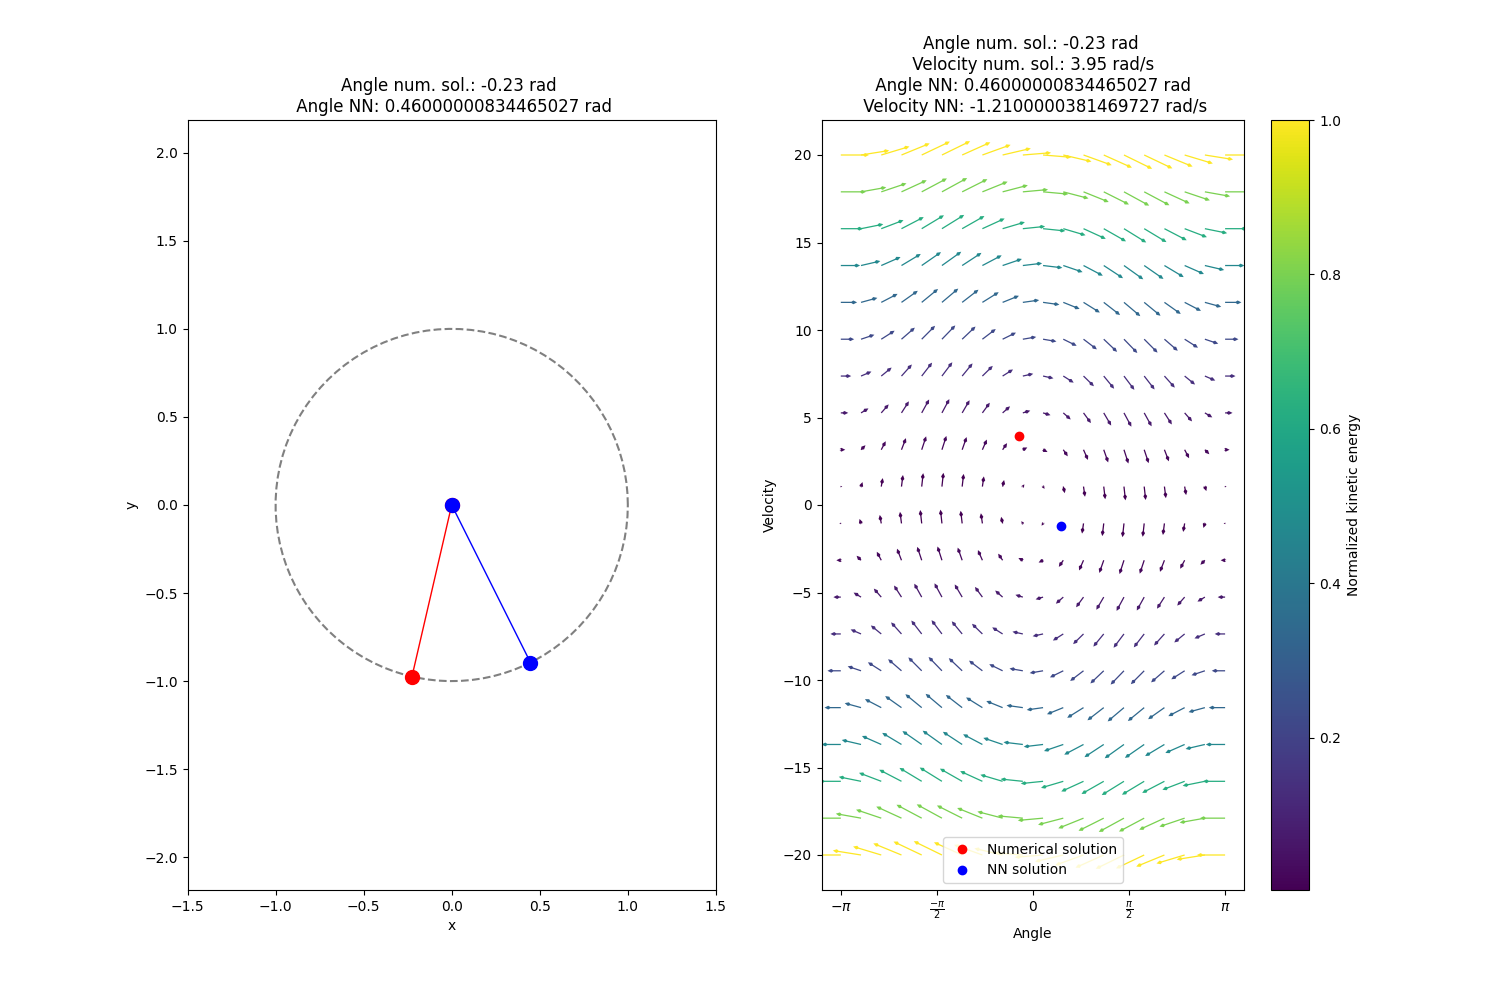 Angle num. sol.: -0.23 rad
Angle NN: 0.46000000834465027 rad
2.0
1.5
1.0
0.5
0.0
−0.5
−1.0
−1.5
−2.0
y
−1.5 −1.0 −0.5 0.0 0.5 1.0 1.5
x
Angle num. sol.: -0.23 rad
Velocity num. sol.: 3.95 rad/s
Angle NN: 0.46000000834465027 rad
Velocity NN: -1.2100000381469727 rad/s
20
15
10
5
0
−5
−10
−15
−20
Velocity
Numerical solution
NN solution
−π −π/2 0 π/2 π
Angle
1.0
0.8
0.6
0.4
0.2
Normalized kinetic energy